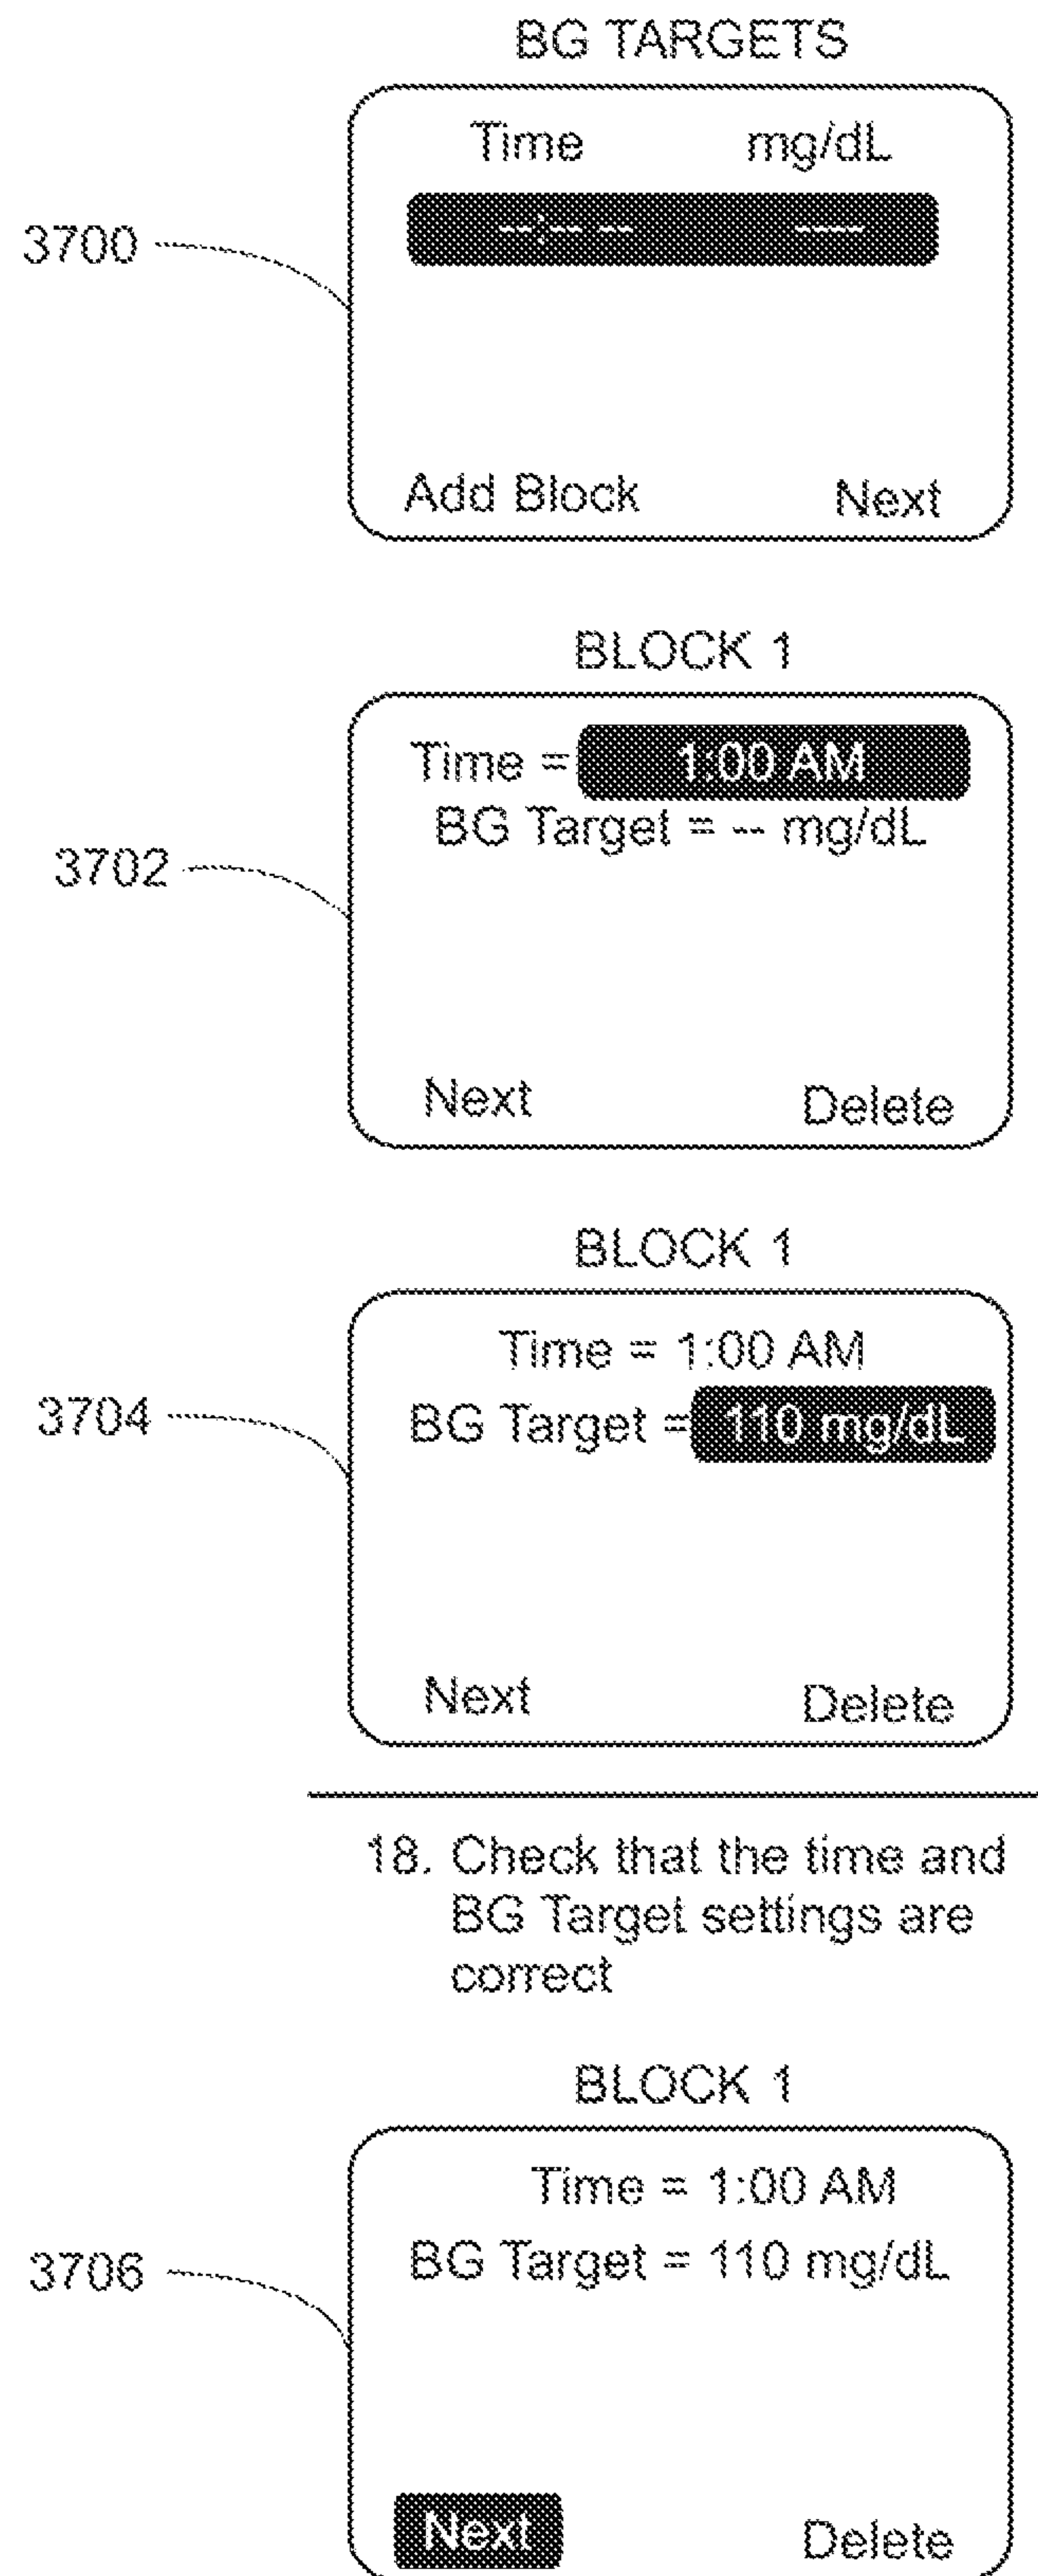 BG TARGETS
Time mg/dL
3700
--:-- -- ----
Add Block Next
BLOCK 1
Time = 1:00 AM
BG Target = -- mg/dL
3702
Next Delete
BLOCK 1
Time = 1:00 AM
3704
BG Target = 110 mg/dL
Next Delete
18. Check that the time and
BG Target settings are
correct
BLOCK 1
Time = 1:00 AM
3706
BG Target = 110 mg/dL
Next Delete